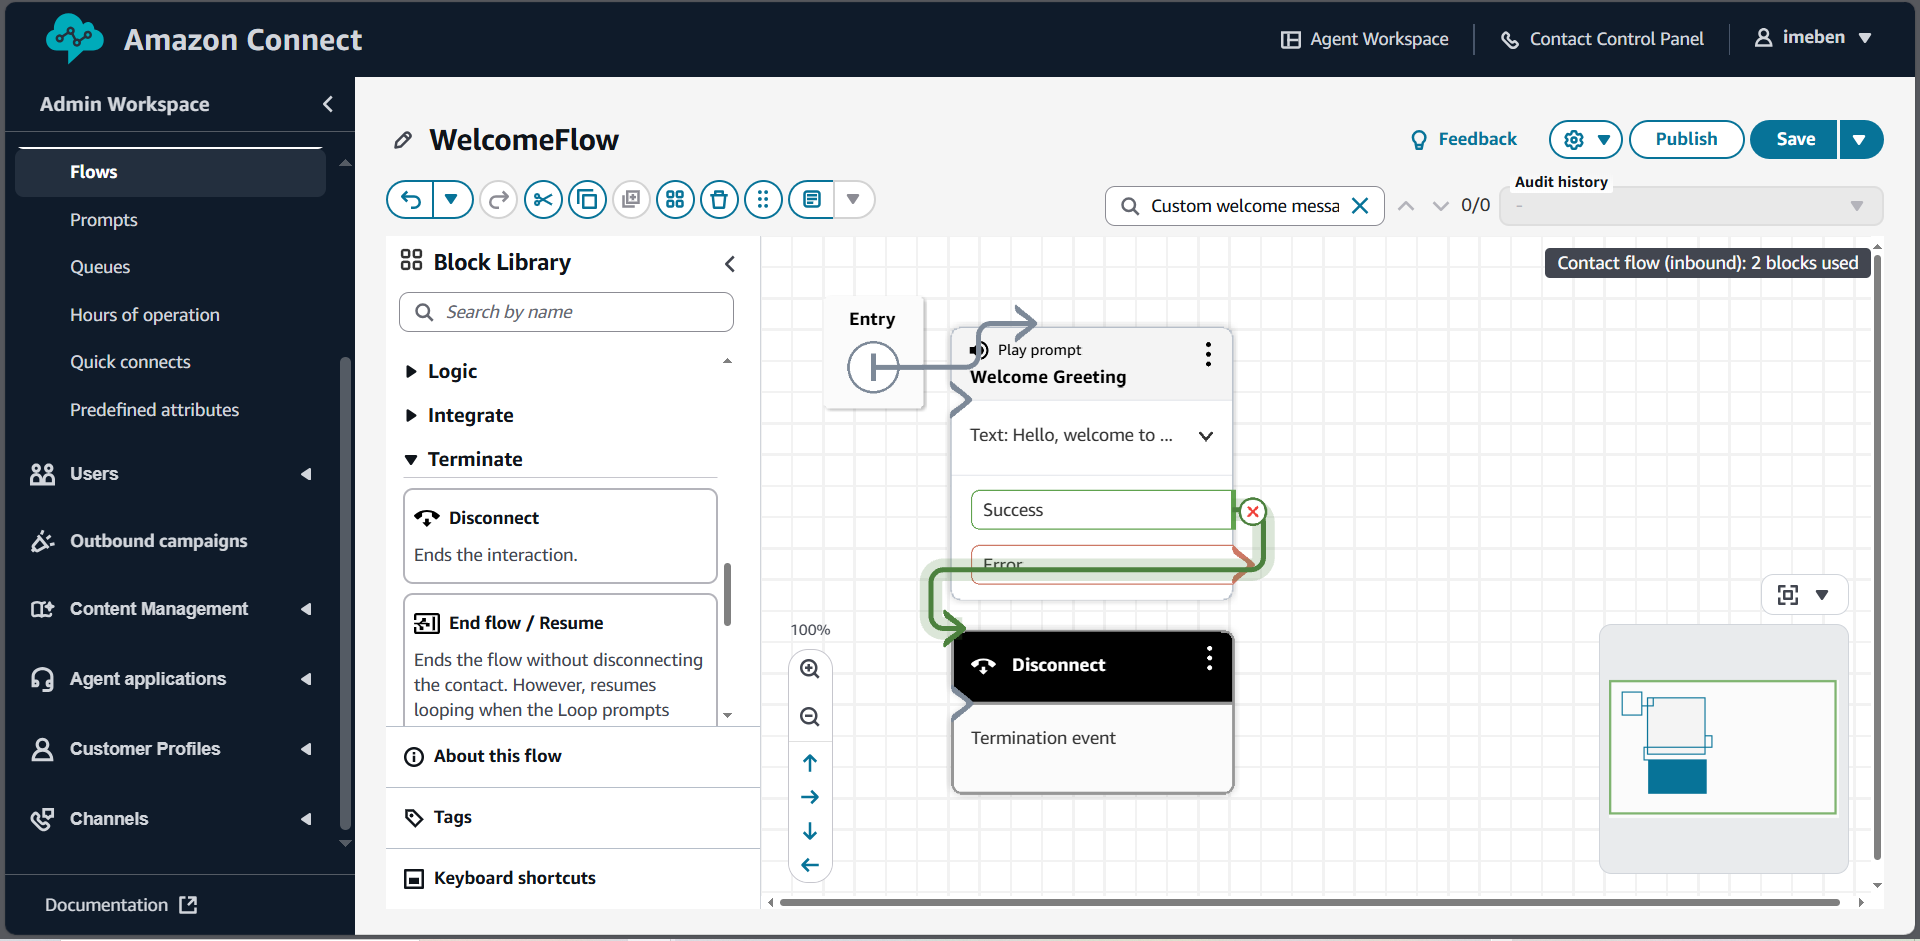 Amazon Connect
Agent Workspace
Contact Control Panel
imeben
Admin Workspace
Flows
Prompts
Queues
Hours of operation
Quick connects
Predefined attributes
Users
Outbound campaigns
Content Management
Agent applications
Customer Profiles
Channels
Documentation
WelcomeFlow
Feedback
Publish
Save
Custom welcome messa
0/0
Audit history
-
Block Library
Search by name
Logic
Integrate
Terminate
Disconnect
Ends the interaction.
End flow / Resume
Ends the flow without disconnecting
the contact. However, resumes
looping when the Loop prompts
About this flow
Tags
Keyboard shortcuts
Contact flow (inbound): 2 blocks used
Entry
Play prompt
Welcome Greeting
Text: Hello, welcome to ...
Success
Error
100%
Disconnect
Termination event